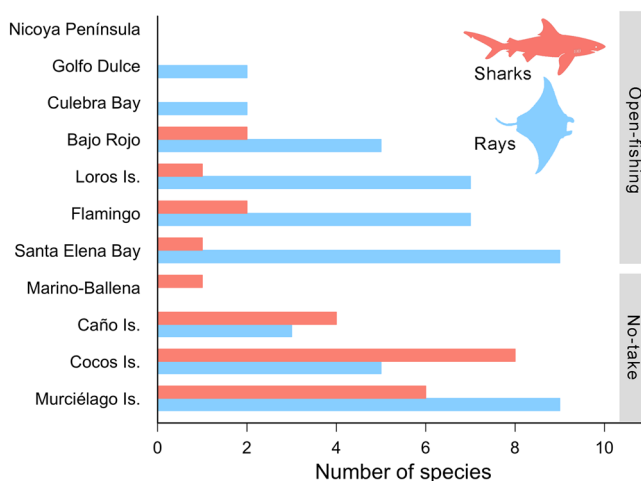 Nicoya Península
Golfo Dulce
Culebra Bay
Bajo Rojo
Loros Is.
Flamingo
Santa Elena Bay
Marino-Ballena
Caño Is.
Cocos Is.
Murciélago Is.
Sharks
Rays
Open-fishing
No-take
0 2 4 6 8 10
Number of species